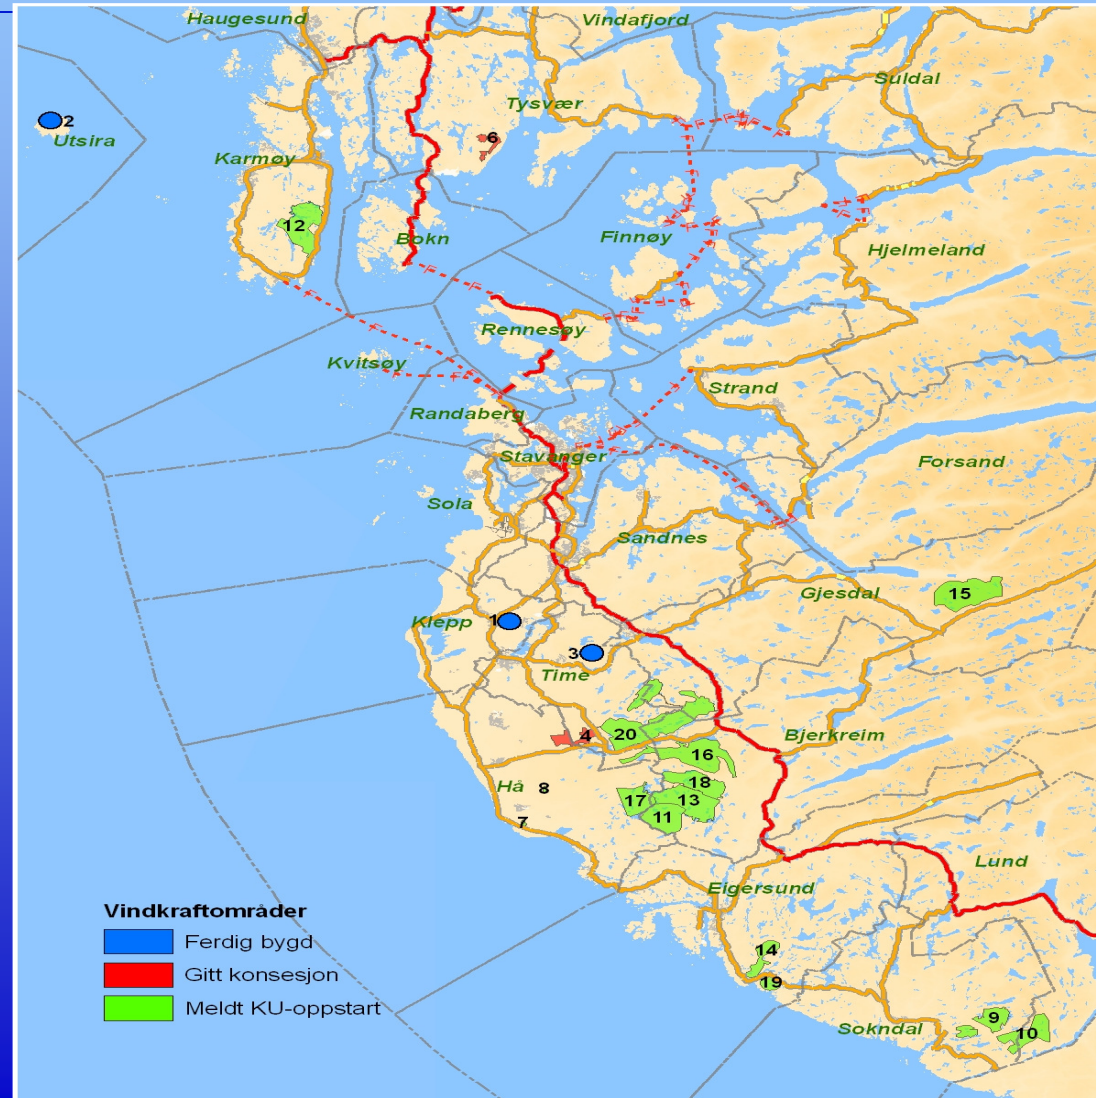 Haugesund
Vindafjord
Suldal
Tysvær
2
Utsira
6
Karmøy
12
Bokn
Finnøy
Hjelmeland
Rennesøy
Kvitsøy
Strand
Randaberg
Stavanger
Forsand
Sola
Sandnes
15
Gjesdal
Klepp
1
3
Time
20
4
Bjerkreim
16
18
Hå
8
17
13
11
7
Lund
Eigersund
Vindkraftområder
Ferdig bygd
Gitt konsesjon
Meldt KU-oppstart
14
19
9
Sokndal
10